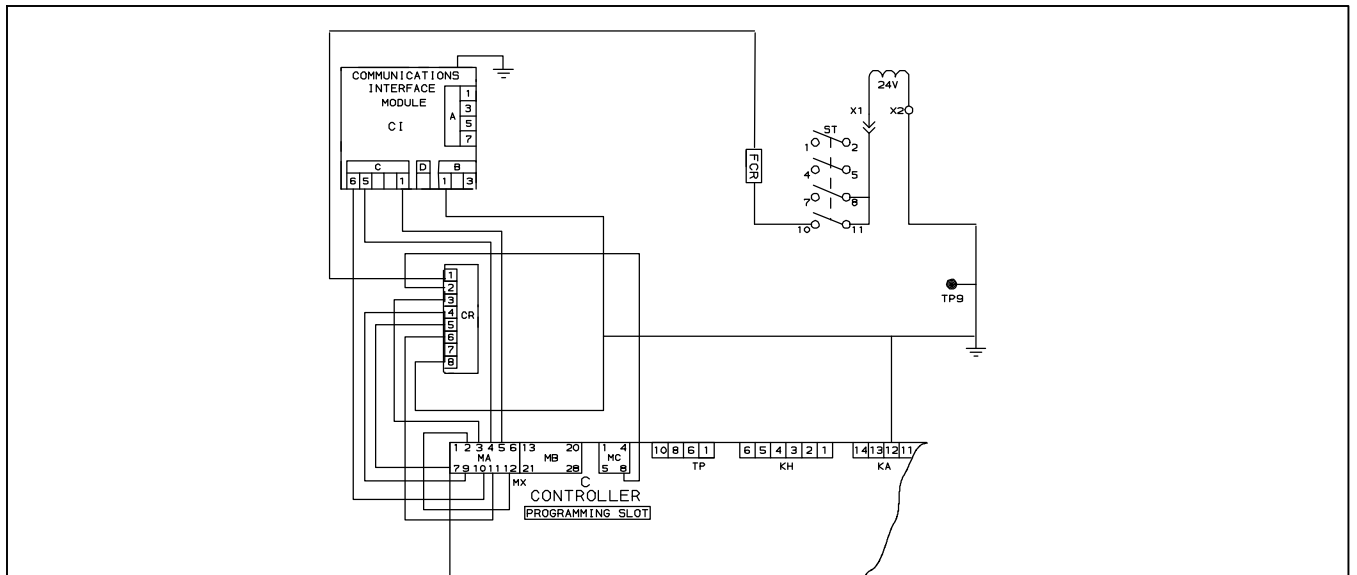 COMMUNICATIONS
INTERFACE
MODULE
CI
A
1
3
5
7
C
D
B
6 5 1
1 3
24V
X1
X2
ST
1 2
4 5
7 8
10 11
FCR
TP9
1
2
3
4
5
6
7
8
CR
1 2 3 4 5 6 13 20
MA MB
7 9 10 11 12 21 28
MX
1 4
MC
5 8
10 8 6 1
TP
6 5 4 3 2 1
KH
14 13 12 11
KA
C
CONTROLLER
PROGRAMMING SLOT